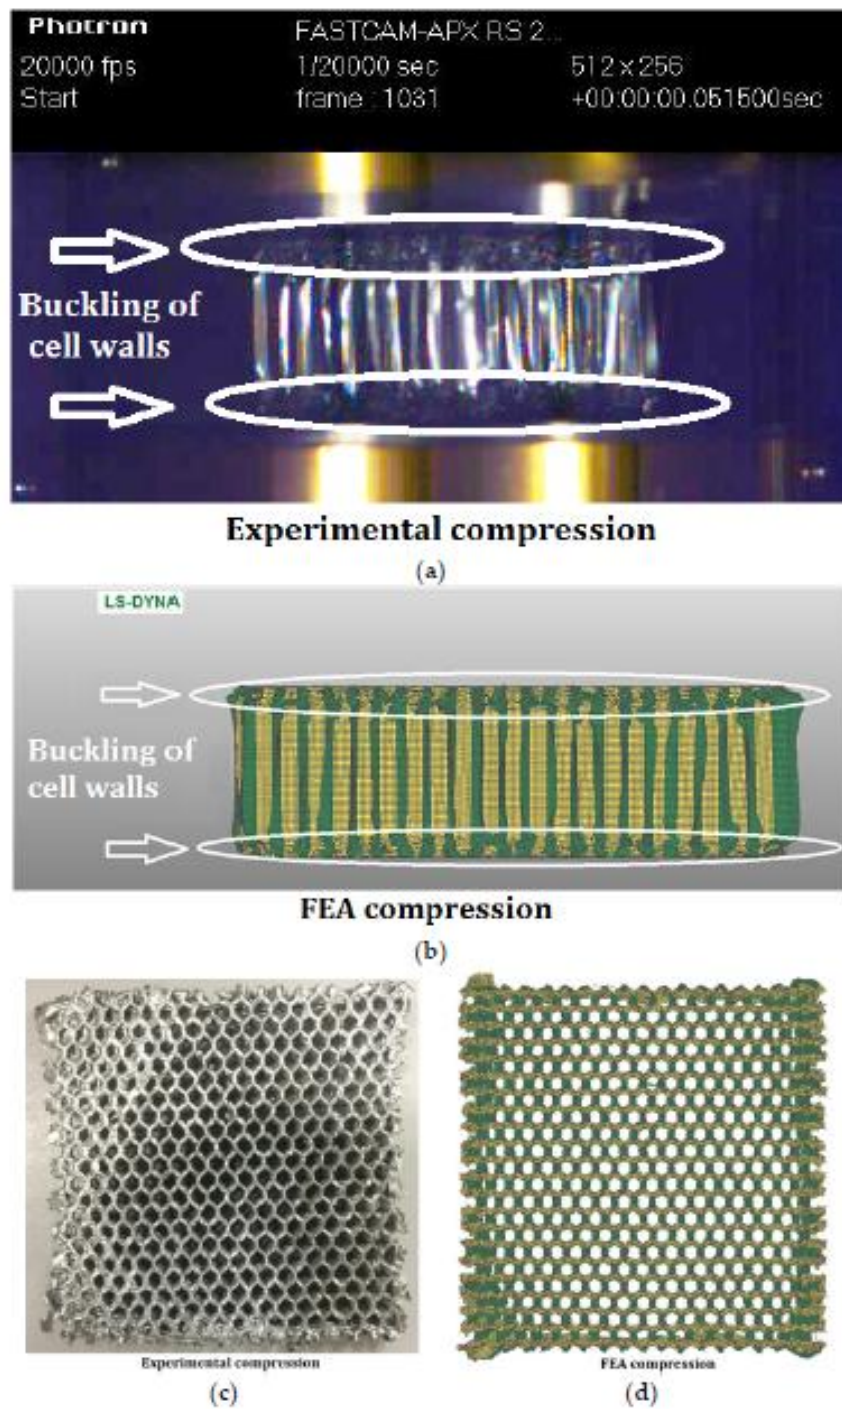 Photron FASTCAM-APX RS 2...
20000 fps 1/20000 sec 512 x 256
Start frame : 1031 +00:00:00.051500sec
Buckling of
cell walls
Experimental compression
(a)
LS-DYNA
Buckling of
cell walls
FEA compression
(b)
Experimental compression FEA compression
(c) (d)